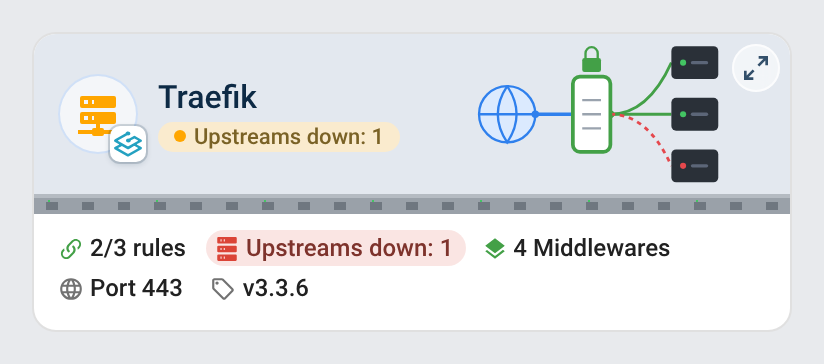 Traefik
Upstreams down: 1
2/3 rules
Upstreams down: 1
4 Middlewares
Port 443
v3.3.6